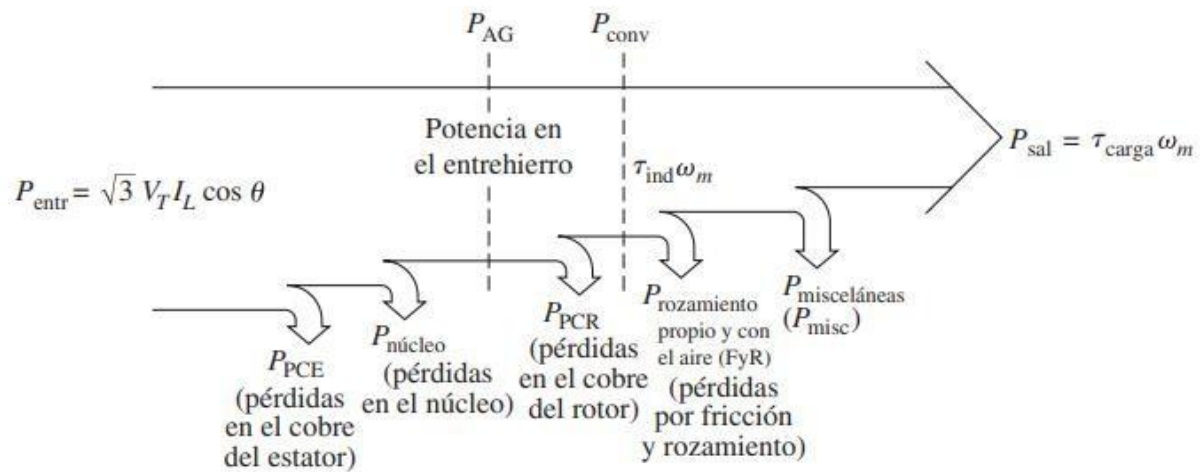 P_AG
P_conv
Potencia en
el entrehierro
τ_ind ω_m
P_sal = τ_carga ω_m
P_entr = √3 V_T I_L cos θ
P_PCE
(pérdidas
en el cobre
del estator)
P_núcleo
(pérdidas
en el núcleo)
P_PCR
(pérdidas
en el cobre
del rotor)
P_rozamiento
propio y con
el aire (FyR)
(pérdidas
por fricción
y rozamiento)
P_misceláneas
(P_misc)